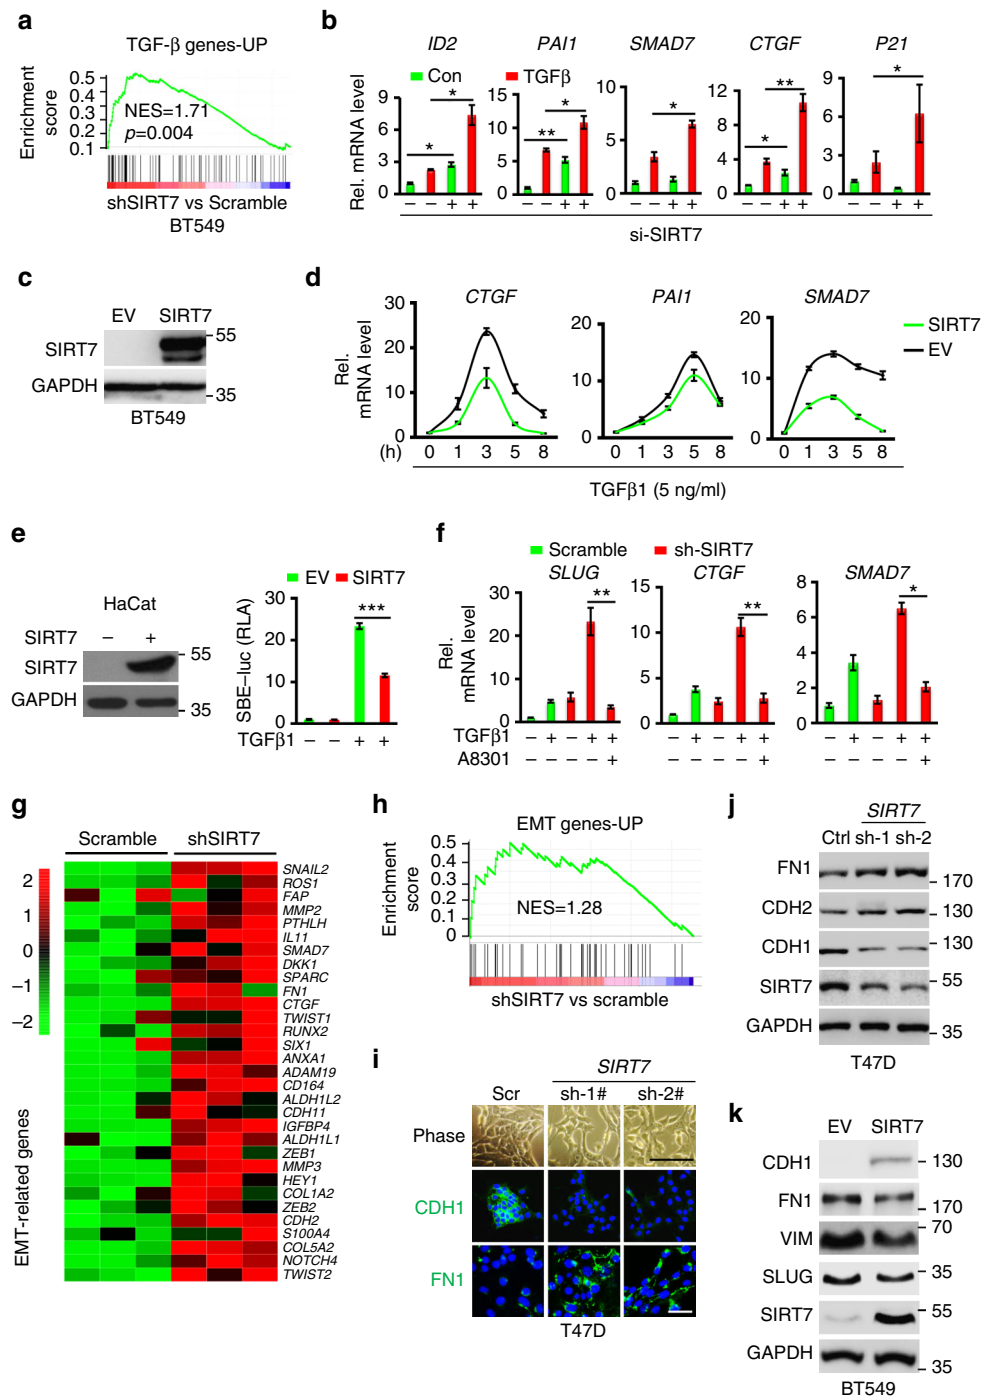 a
TGF-β genes-UP
Enrichment score
0.5
0.4
0.3
0.2
0.1
NES=1.71
p=0.004
shSIRT7 vs Scramble
BT549
b
ID2 PAI1 SMAD7 CTGF P21
Con TGFβ
Rel. mRNA level
12 9 6 3 0
15 10 5 0
10 5 0
12 8 4 0
9 6 3 0
* * ** * * * ** *
− − + + − − + + − − + + − − + + − − + +
si-SIRT7
c
EV SIRT7
SIRT7 55
GAPDH 35
BT549
d
CTGF PAI1 SMAD7
Rel. mRNA level
30 20 10 0
30 20 10 0
20 10 0
SIRT7
EV
(h) 0 1 3 5 8 0 1 3 5 8 0 1 3 5 8
TGFβ1 (5 ng/ml)
e
HaCat
SIRT7 − +
SIRT7 55
GAPDH 35
EV SIRT7
SBE–luc (RLA)
30 20 10 0
***
TGFβ1 − − + +
f
Scramble sh-SIRT7
SLUG CTGF SMAD7
Rel. mRNA level
30 20 10 0
15 10 5 0
8 6 4 2 0
** ** *
TGFβ1 − + − + + − + − + + − + − + +
A8301 − − − − + − − − − + − − − − +
g
Scramble shSIRT7
2
1
0
−1
−2
EMT-related genes
SNAIL2
ROS1
FAP
MMP2
PTHLH
IL11
SMAD7
DKK1
SPARC
FN1
CTGF
TWIST1
RUNX2
SIX1
ANXA1
ADAM19
CD164
ALDH1L2
CDH11
IGFBP4
ALDH1L1
ZEB1
MMP3
HEY1
COL1A2
ZEB2
CDH2
S100A4
COL5A2
NOTCH4
TWIST2
h
EMT genes-UP
Enrichment score
0.5
0.4
0.3
0.2
0.1
0
NES=1.28
shSIRT7 vs scramble
i
SIRT7
Scr sh-1# sh-2#
Phase
CDH1
FN1
T47D
j
SIRT7
Ctrl sh-1 sh-2
FN1 170
CDH2 130
CDH1 130
SIRT7 55
GAPDH 35
T47D
k
EV SIRT7
CDH1 130
FN1 170
VIM 70
SLUG 35
SIRT7 55
GAPDH 35
BT549